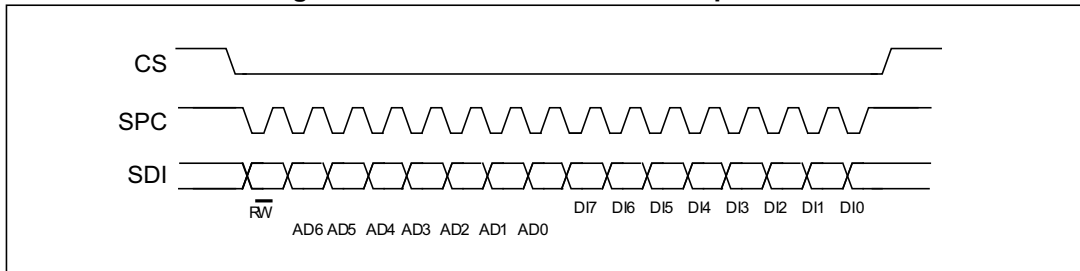 CS
SPC
SDI
RW
DI7 DI6 DI5 DI4 DI3 DI2 DI1 DI0
AD6 AD5 AD4 AD3 AD2 AD1 AD0